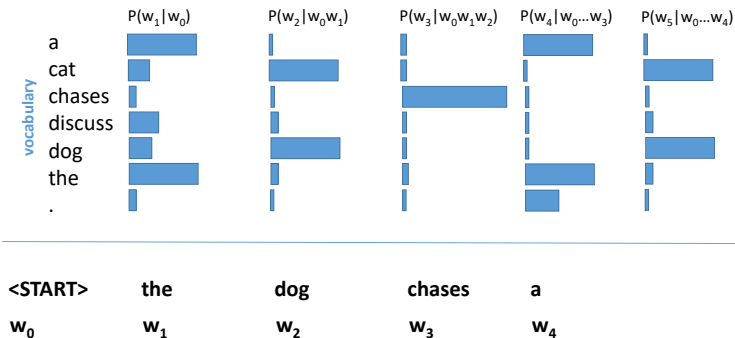 P(w₁|w₀) P(w₂|w₀w₁) P(w₃|w₀w₁w₂) P(w₄|w₀...w₃) P(w₅|w₀...w₄)
vocabulary
a
cat
chases
discuss
dog
the
.
<START> the dog chases a
w₀ w₁ w₂ w₃ w₄